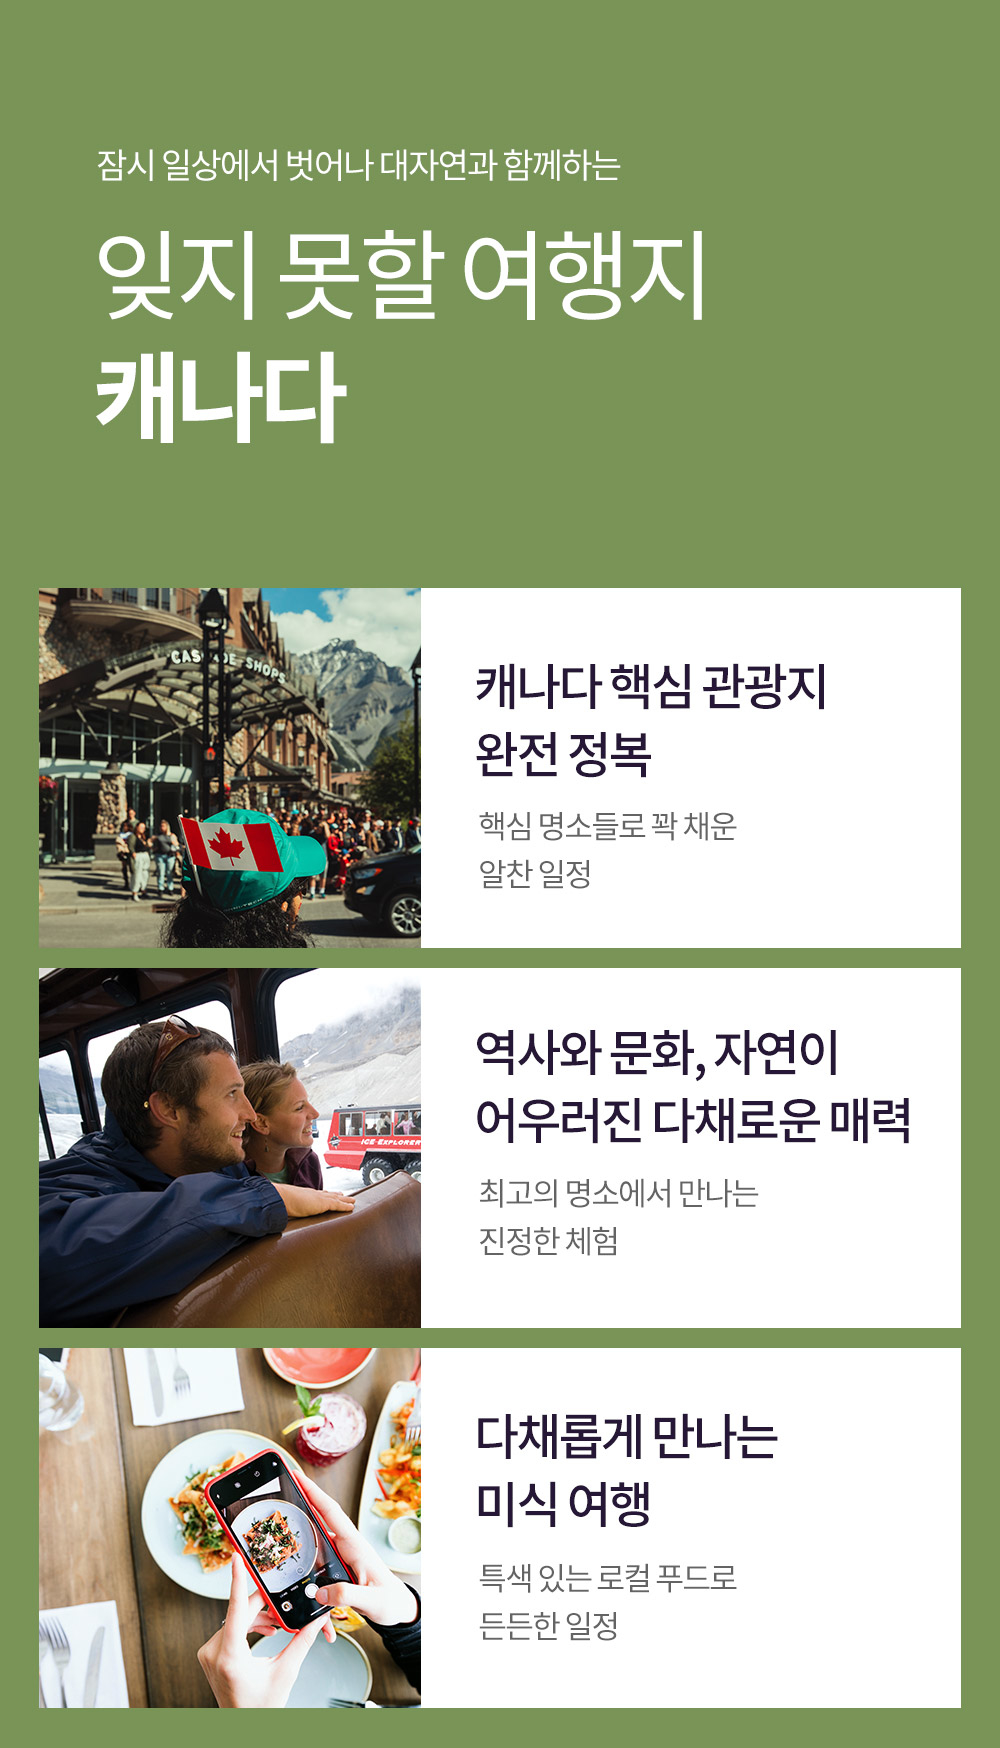 잠시 일상에서 벗어나 대자연과 함께하는
잊지 못할 여행지
캐나다
CASCADE SHOPS
캐나다 핵심 관광지
완전 정복
핵심 명소들로 꽉 채운
알찬 일정
역사와 문화, 자연이
어우러진 다채로운 매력
ICE EXPLORER
최고의 명소에서 만나는
진정한 체험
다채롭게 만나는
미식 여행
특색 있는 로컬 푸드로
든든한 일정